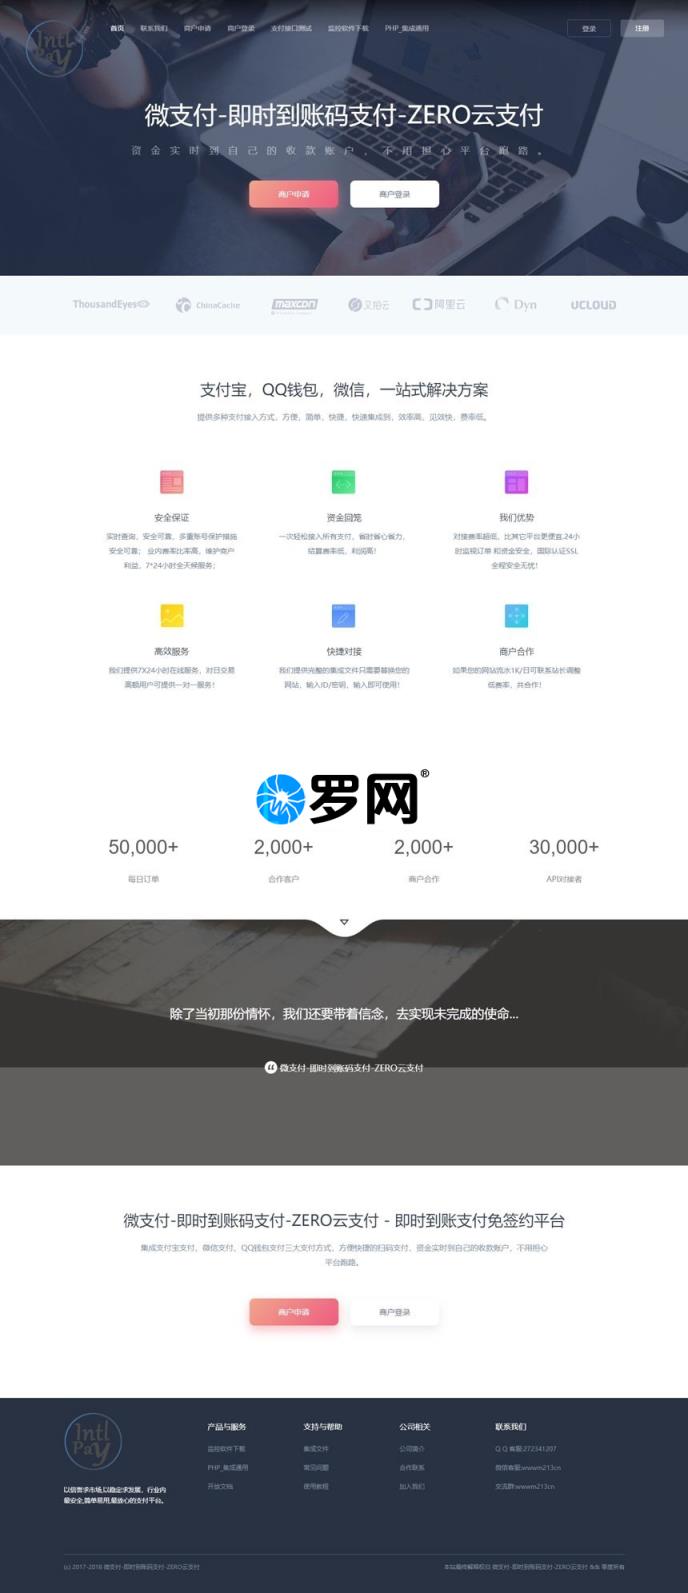 Intl
Pay
首页 联系我们 商户申请 商户登录 支付接口测试 监控软件下载 PHP_集成通用 登录 注册
微支付-即时到账码支付-ZERO云支付
资金实时到自己的收款账户，不用担心平台跑路。
商户申请 商户登录
ThousandEyes ChinaCache maxcon 又拍云 阿里云 Dyn UCLOUD
支付宝，QQ钱包，微信，一站式解决方案
提供多种支付接入方式，方便，简单，快捷，快速集成到，效率高，见效快，费率低。
安全保证 资金回笼 我们优势
实时查询，安全可靠，多重账号保护措施 一次轻松接入所有支付，省时省心省力， 对接费率超低，比其它平台更便宜.24小
安全可靠； 业内费率比率高，维护商户 结算费率低，利润高！ 时监视订单 和资金安全，国际认证SSL
利益，7*24小时全天候服务； 全程安全无忧！
高效服务 快捷对接 商户合作
我们提供7X24小时在线服务，对日交易 我们提供完整的集成文件只需要替换您的 如果您的网站流水1K/日可联系站长调整
高额用户可提供一对一服务！ 网站，输入ID/密钥，输入即可使用！ 低费率，共合作！
罗网®
50,000+ 2,000+ 2,000+ 30,000+
每日订单 合作客户 商户合作 API对接者
除了当初那份情怀，我们还要带着信念，去实现未完成的使命...
微支付-即时到账码支付-ZERO云支付
微支付-即时到账码支付-ZERO云支付 - 即时到账支付免签约平台
集成支付宝支付，微信支付，QQ钱包支付三大支付方式，方便快捷的扫码支付，资金实时到自己的收款账户，不用担心
平台跑路。
商户申请 商户登录
Intl
Pay
以信誉求市场,以稳定求发展，行业内
最安全,简单易用,最放心的支付平台。
产品与服务 支持与帮助 公司相关 联系我们
监控软件下载 集成文件 公司简介 Q Q 客服:272341207
PHP_集成通用 常见问题 合作联系 微信客服:wwwm213cn
开放文档 使用教程 加入我们 交流群:wwwm213cn
(c) 2017-2018 微支付-即时到账码支付-ZERO云支付 本站最终解释权归 微支付-即时到账码支付-ZERO云支付 && 零度所有